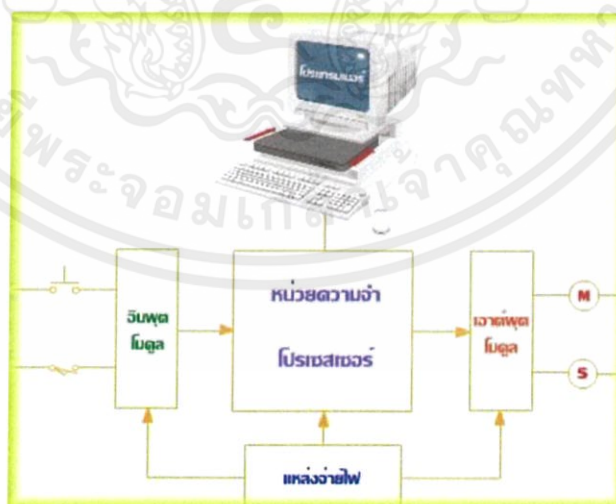 โปรแกรมเมอร์
หน่วยความจำ
โปรเซสเซอร์
อินพุต
โมดูล
เอาต์พุต
โมดูล
M
S
แหล่งจ่ายไฟ